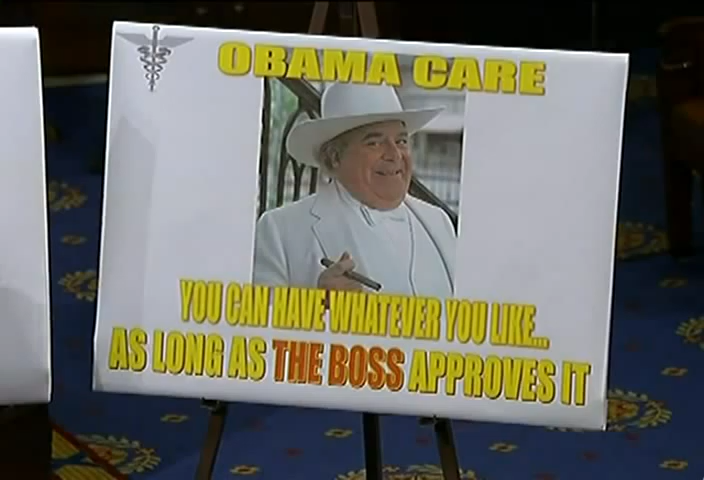 OBAMA CARE
YOU CAN HAVE WHATEVER YOU LIKE...
AS LONG AS THE BOSS APPROVES IT